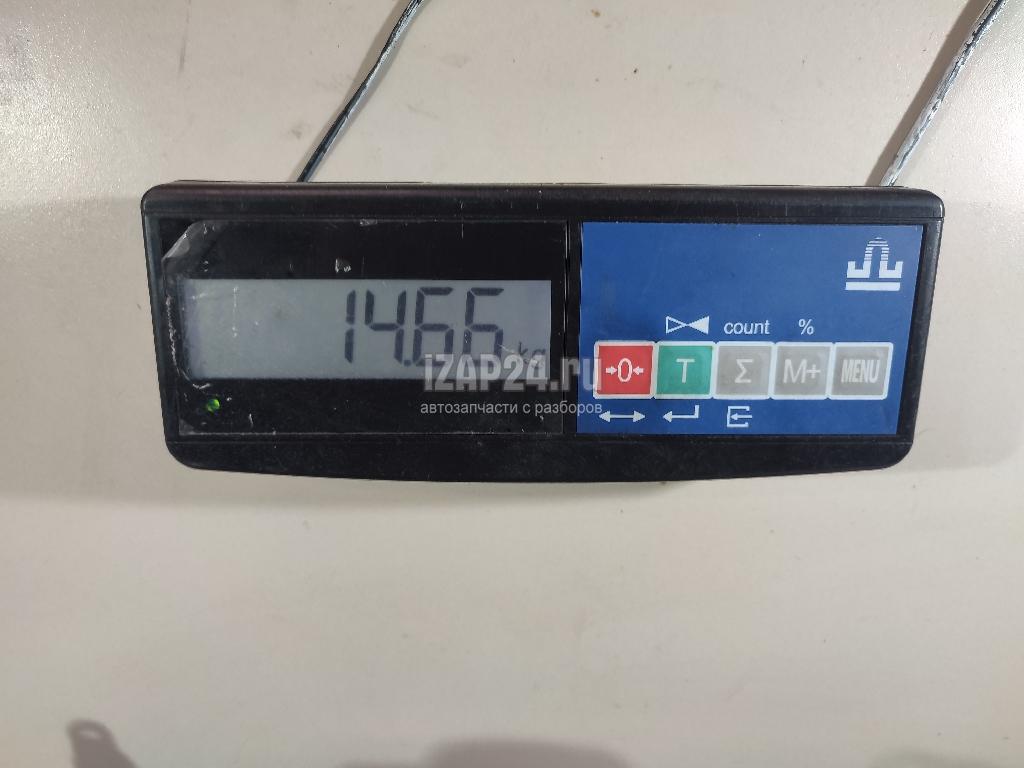 14.66 kg
iZAP24.ru
автозапчасти с разборов
count %
→0← T Σ M+ MENU